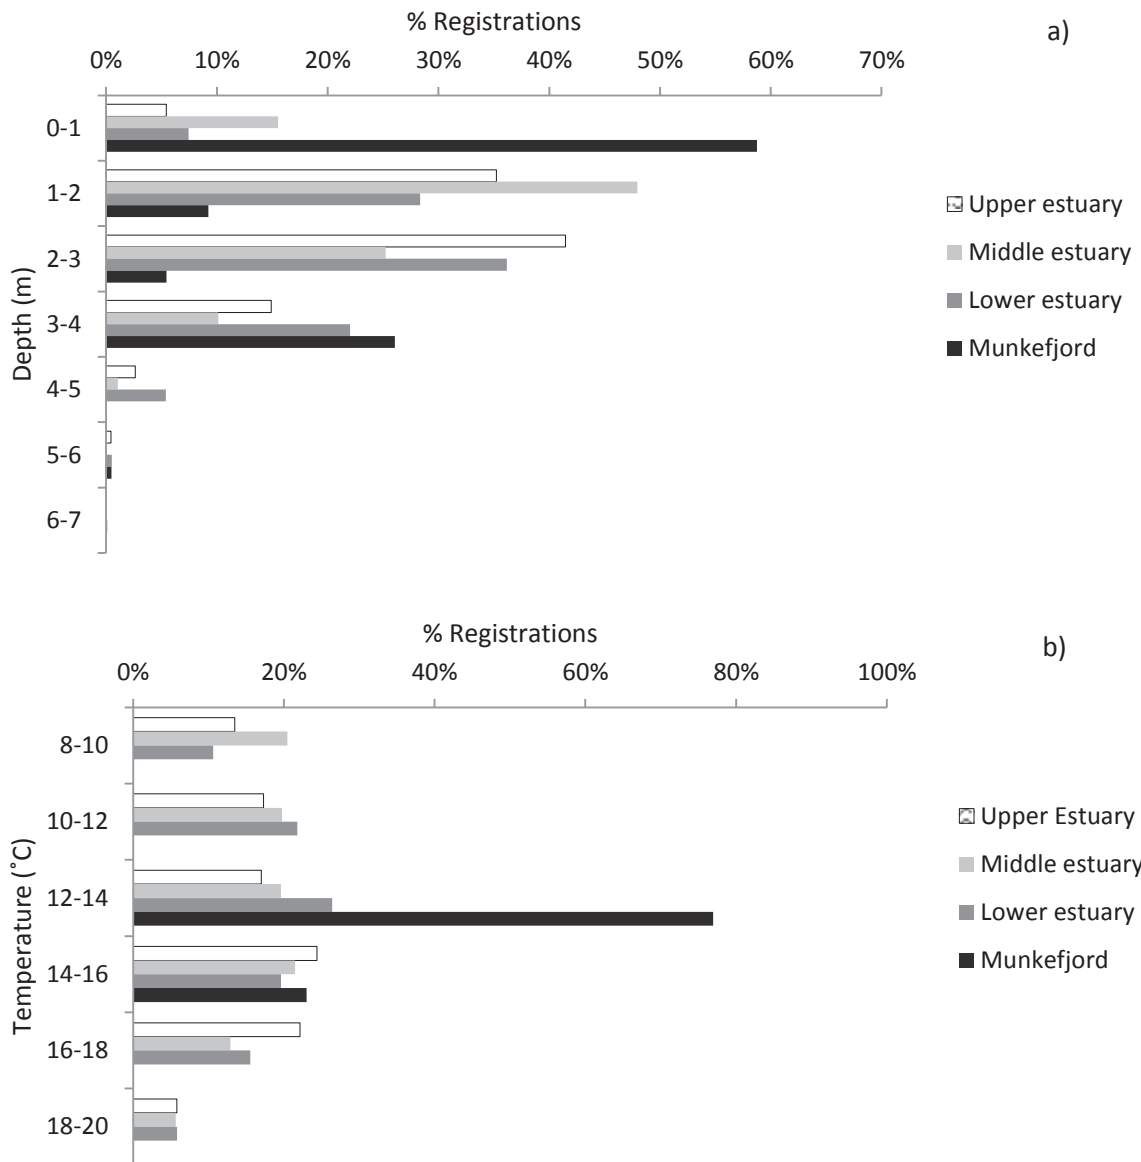 % Registrations
a)
0% 10% 20% 30% 40% 50% 60% 70%
Depth (m)
0-1
1-2
2-3
3-4
4-5
5-6
6-7
Upper estuary
Middle estuary
Lower estuary
Munkefjord
% Registrations
b)
0% 20% 40% 60% 80% 100%
Temperature (˚C)
8-10
10-12
12-14
14-16
16-18
18-20
Upper Estuary
Middle estuary
Lower estuary
Munkefjord